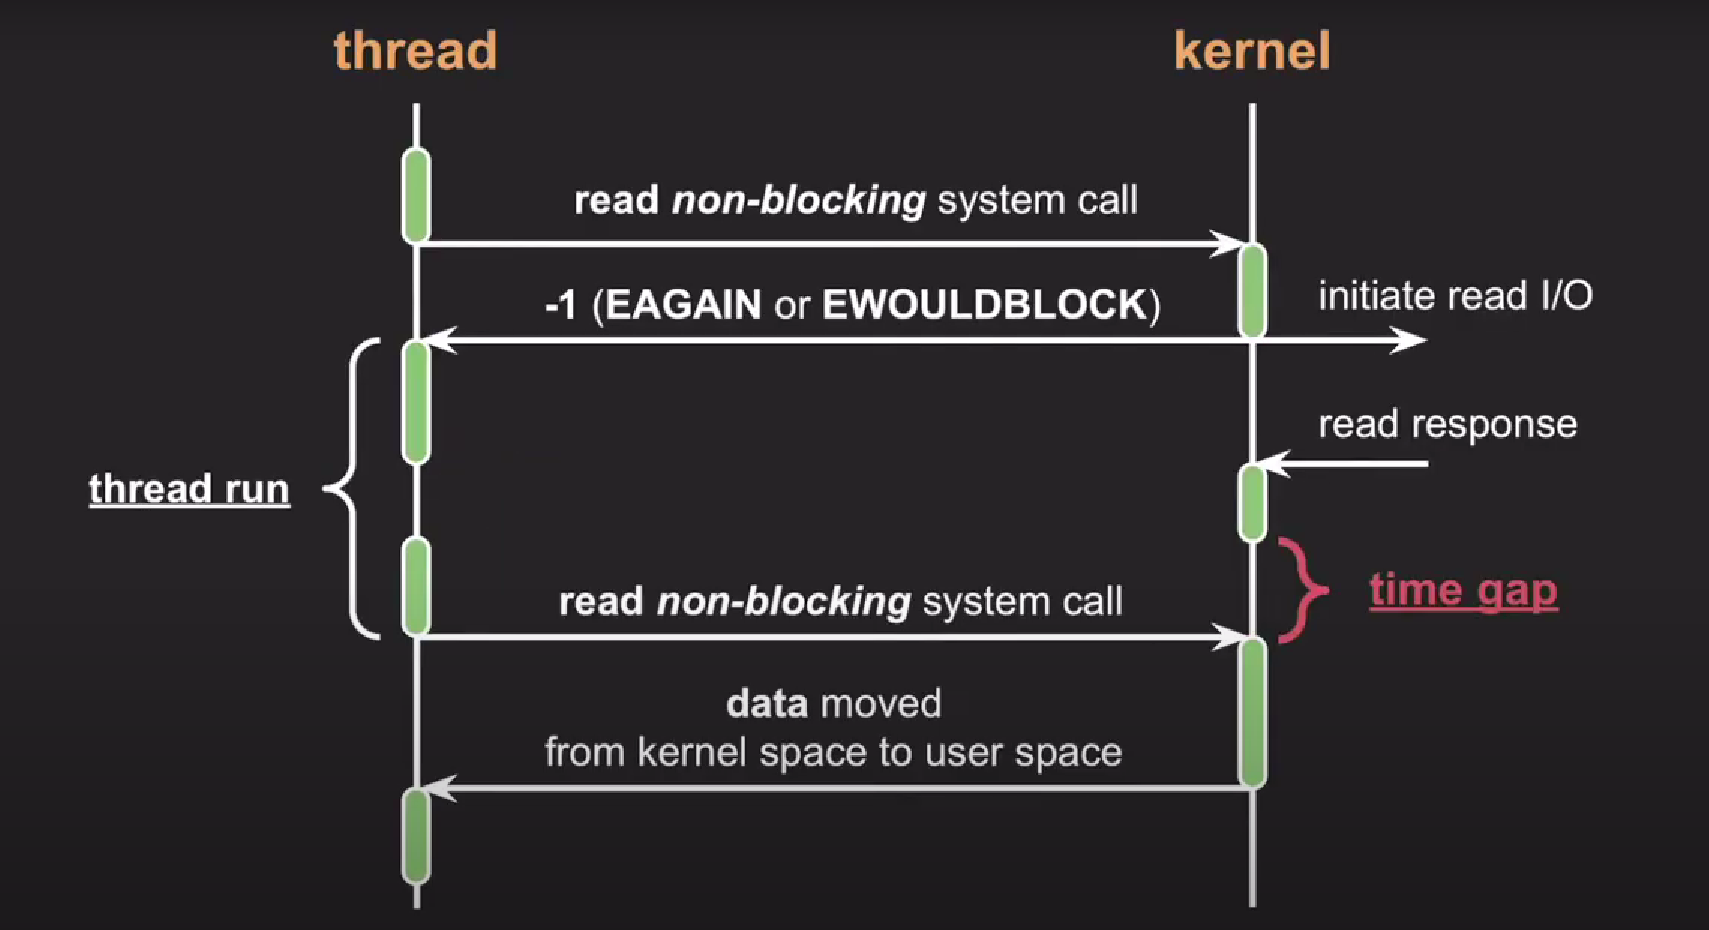 thread
kernel
read non-blocking system call
-1 (EAGAIN or EWOULDBLOCK)
initiate read I/O
read response
thread run
time gap
read non-blocking system call
data moved
from kernel space to user space